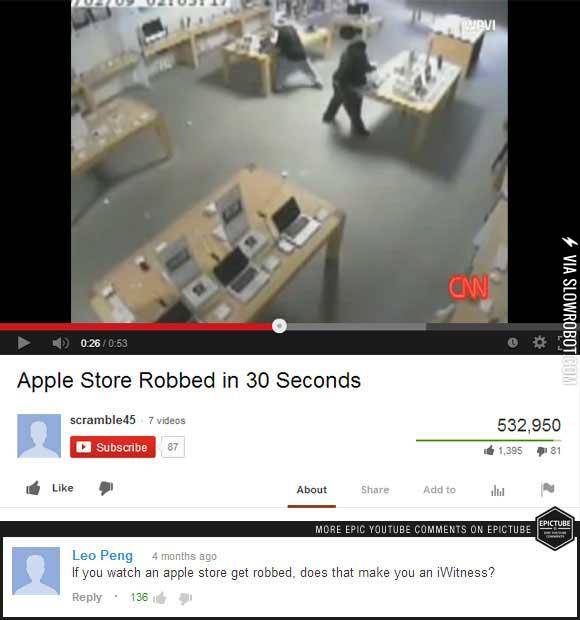 WPVI
CNN
0:26 / 0:53
VIA SLOWROBOT.COM
Apple Store Robbed in 30 Seconds
scramble45 · 7 videos
Subscribe 87
532,950
1,395 81
Like
About Share Add to
MORE EPIC YOUTUBE COMMENTS ON EPICTUBE
EPICTUBE
Leo Peng 4 months ago
If you watch an apple store get robbed, does that make you an iWitness?
Reply · 136